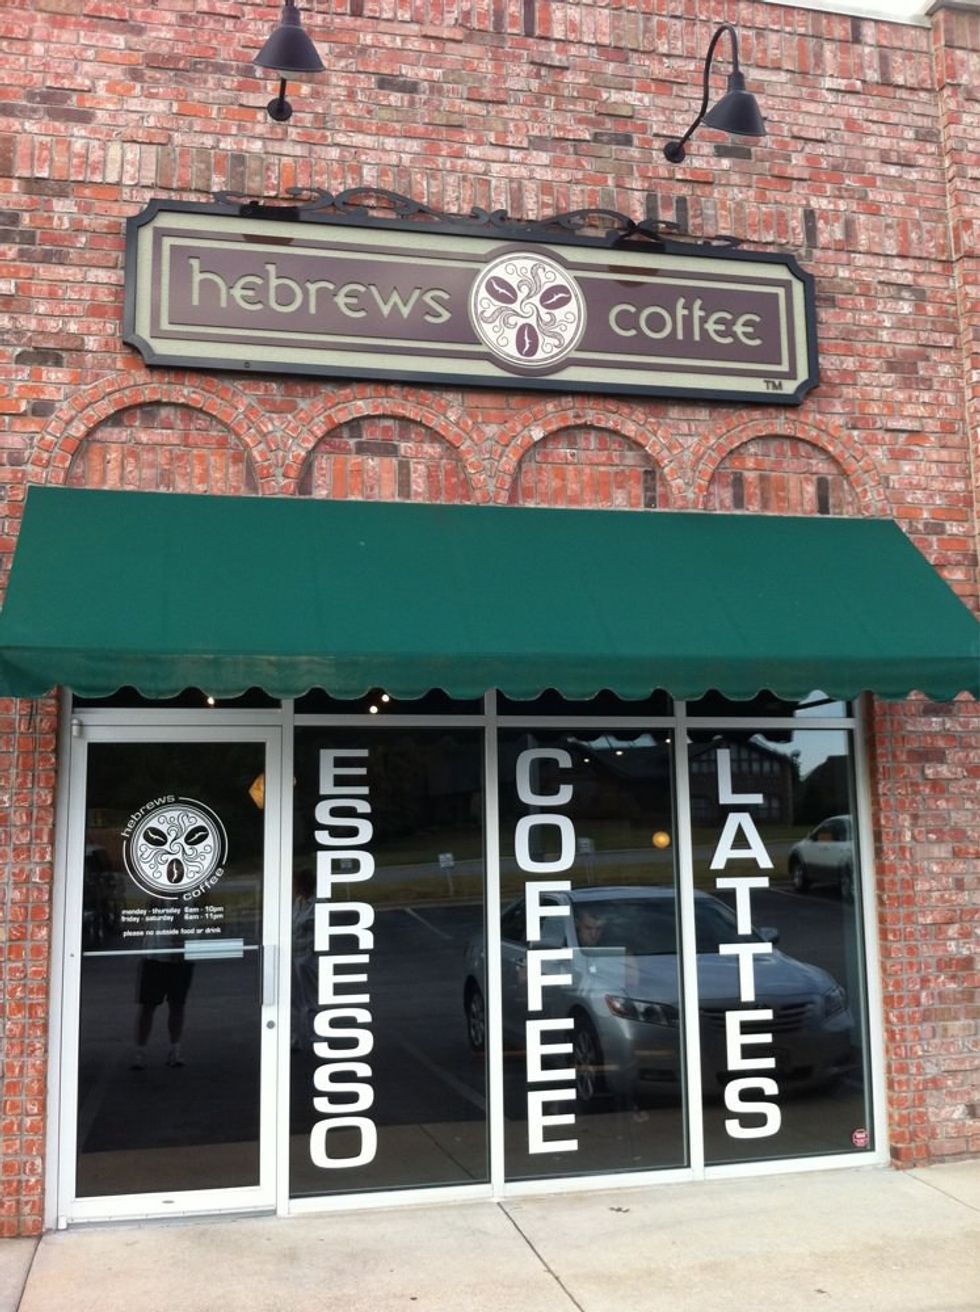 hebrews coffee
TM
hebrews
coffee
monday - thursday 6am - 10pm
friday - saturday 6am - 11pm
please no outside food or drink
ESPRESSO
COFFEE
LATTES